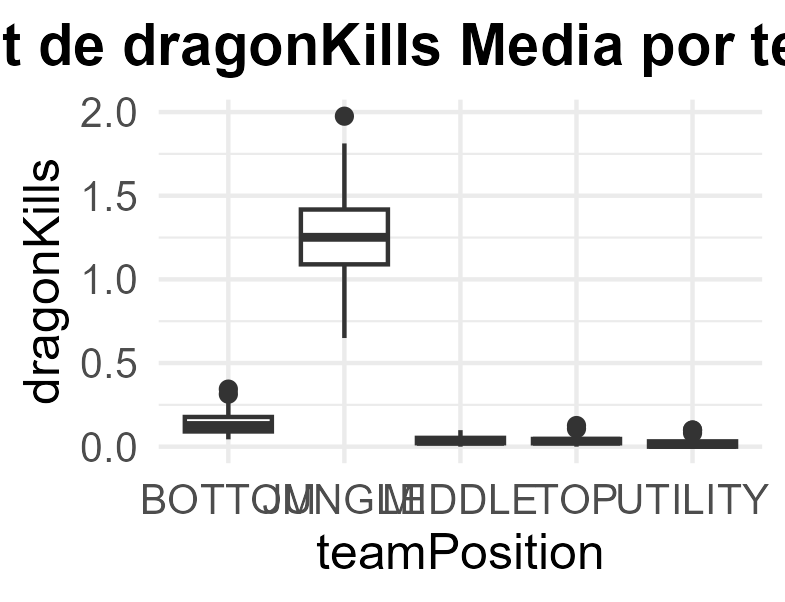 t de dragonKills Media por te
dragonKills
2.0
1.5
1.0
0.5
0.0
BOTTOM JUNGLE MIDDLE TOP UTILITY
teamPosition